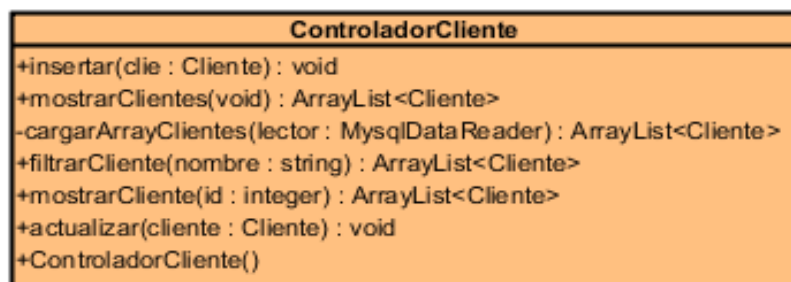 ControladorCliente
+insertar(clie : Cliente) : void
+mostrarClientes(void) : ArrayList<Cliente>
-cargarArrayClientes(lector : MysqlDataReader) : ArrayList<Cliente>
+filtrarCliente(nombre : string) : ArrayList<Cliente>
+mostrarCliente(id : integer) : ArrayList<Cliente>
+actualizar(cliente : Cliente) : void
+ControladorCliente()